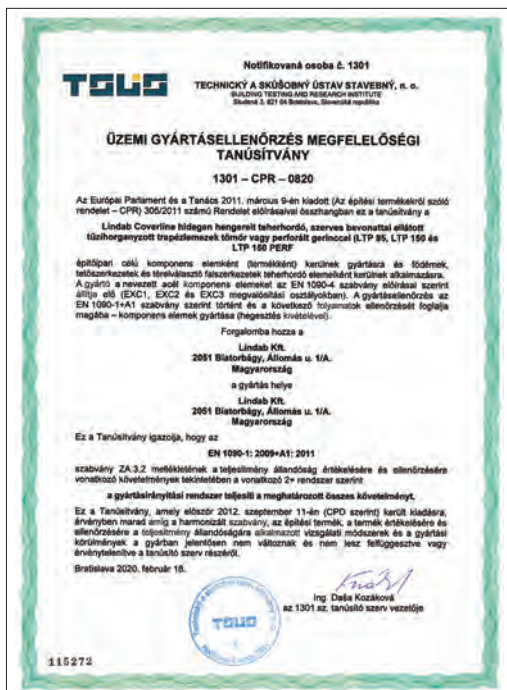 Notifikovaná osoba č. 1301
TSUS
TECHNICKÝ A SKÚŠOBNÝ ÚSTAV STAVEBNÝ, n. o.
BUILDING TESTING AND RESEARCH INSTITUTE
Studená 3, 821 04 Bratislava, Slovenská republika
ÜZEMI GYÁRTÁSELLENŐRZÉS MEGFELELŐSÉGI
TANÚSÍTVÁNY
1301 – CPR – 0820
Az Európai Parlament és a Tanács 2011. március 9-én kiadott (Az építési termékekről szóló
rendelet – CPR) 305/2011 számú Rendelet előírásaival összhangban ez a tanúsítvány a
Lindab Coverline hidegen hengerelt teherhordó, szerves bevonattal ellátott
tűzihorganyzott trapézlemezek tömör vagy perforált gerinccel (LTP 85, LTP 150 és
LTP 150 PERF
építőipari célú komponens elemként (termékként) kerülnek gyártásra és födémek,
tetőszerkezetek és térelválasztó falszerkezetek teherhordó elemeiként kerülnek alkalmazásra.
A gyártó a nevezett acél komponens elemeket az EN 1090-4 szabvány előírásai szerint
állítja elő (EXC1, EXC2 és EXC3 megvalósítási osztályokban). A gyártásellenőrzés az
EN 1090-1+A1 szabvány szerint történt és a következő folyamatok ellenőrzését foglalja
magába – komponens elemek gyártása (hegesztés kivételével).
Forgalomba hozza a
Lindab Kft.
2051 Biatorbágy, Állomás u. 1/A.
Magyarország
a gyártás helye
Lindab Kft.
2051 Biatorbágy, Állomás u. 1/A.
Magyarország
Ez a Tanúsítvány igazolja, hogy az
EN 1090-1: 2009+A1: 2011
szabvány ZA.3.2 mellékletének a teljesítmény állandóság értékelésére és ellenőrzésére
vonatkozó követelmények tekintetében a vonatkozó 2+ rendszer szerint
a gyártásirányítási rendszer teljesíti a meghatározott összes követelményt.
Ez a Tanúsítvány, amely először 2012. szeptember 11-én (CPD szerint) került kiadásra,
érvényben marad amíg a harmonizált szabvány, az építési termék, a termék értékelésére és
ellenőrzésére a teljesítmény állandóságára alkalmazott vizsgálati módszerek és a gyártási
körülmények a gyárban jelentősen nem változnak és nem lesz felfüggesztve vagy
érvénytelenítve a tanúsító szerv részéről.
Bratislava 2020. február 18.
Ing. Daša Kozáková
az 1301 sz. tanúsító szerv vezetője
TSUS
115272